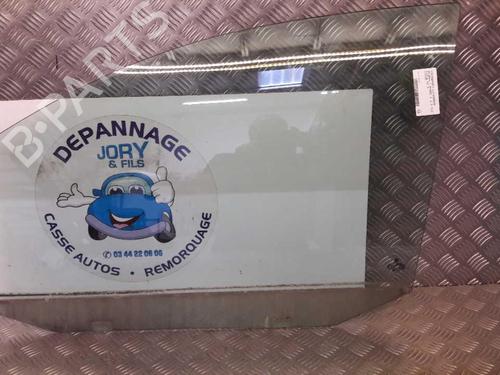 B-PARTS
DEPANNAGE
JORY
& FILS
✆ 03 44 22 06 06
CASSE AUTOS • REMORQUAGE